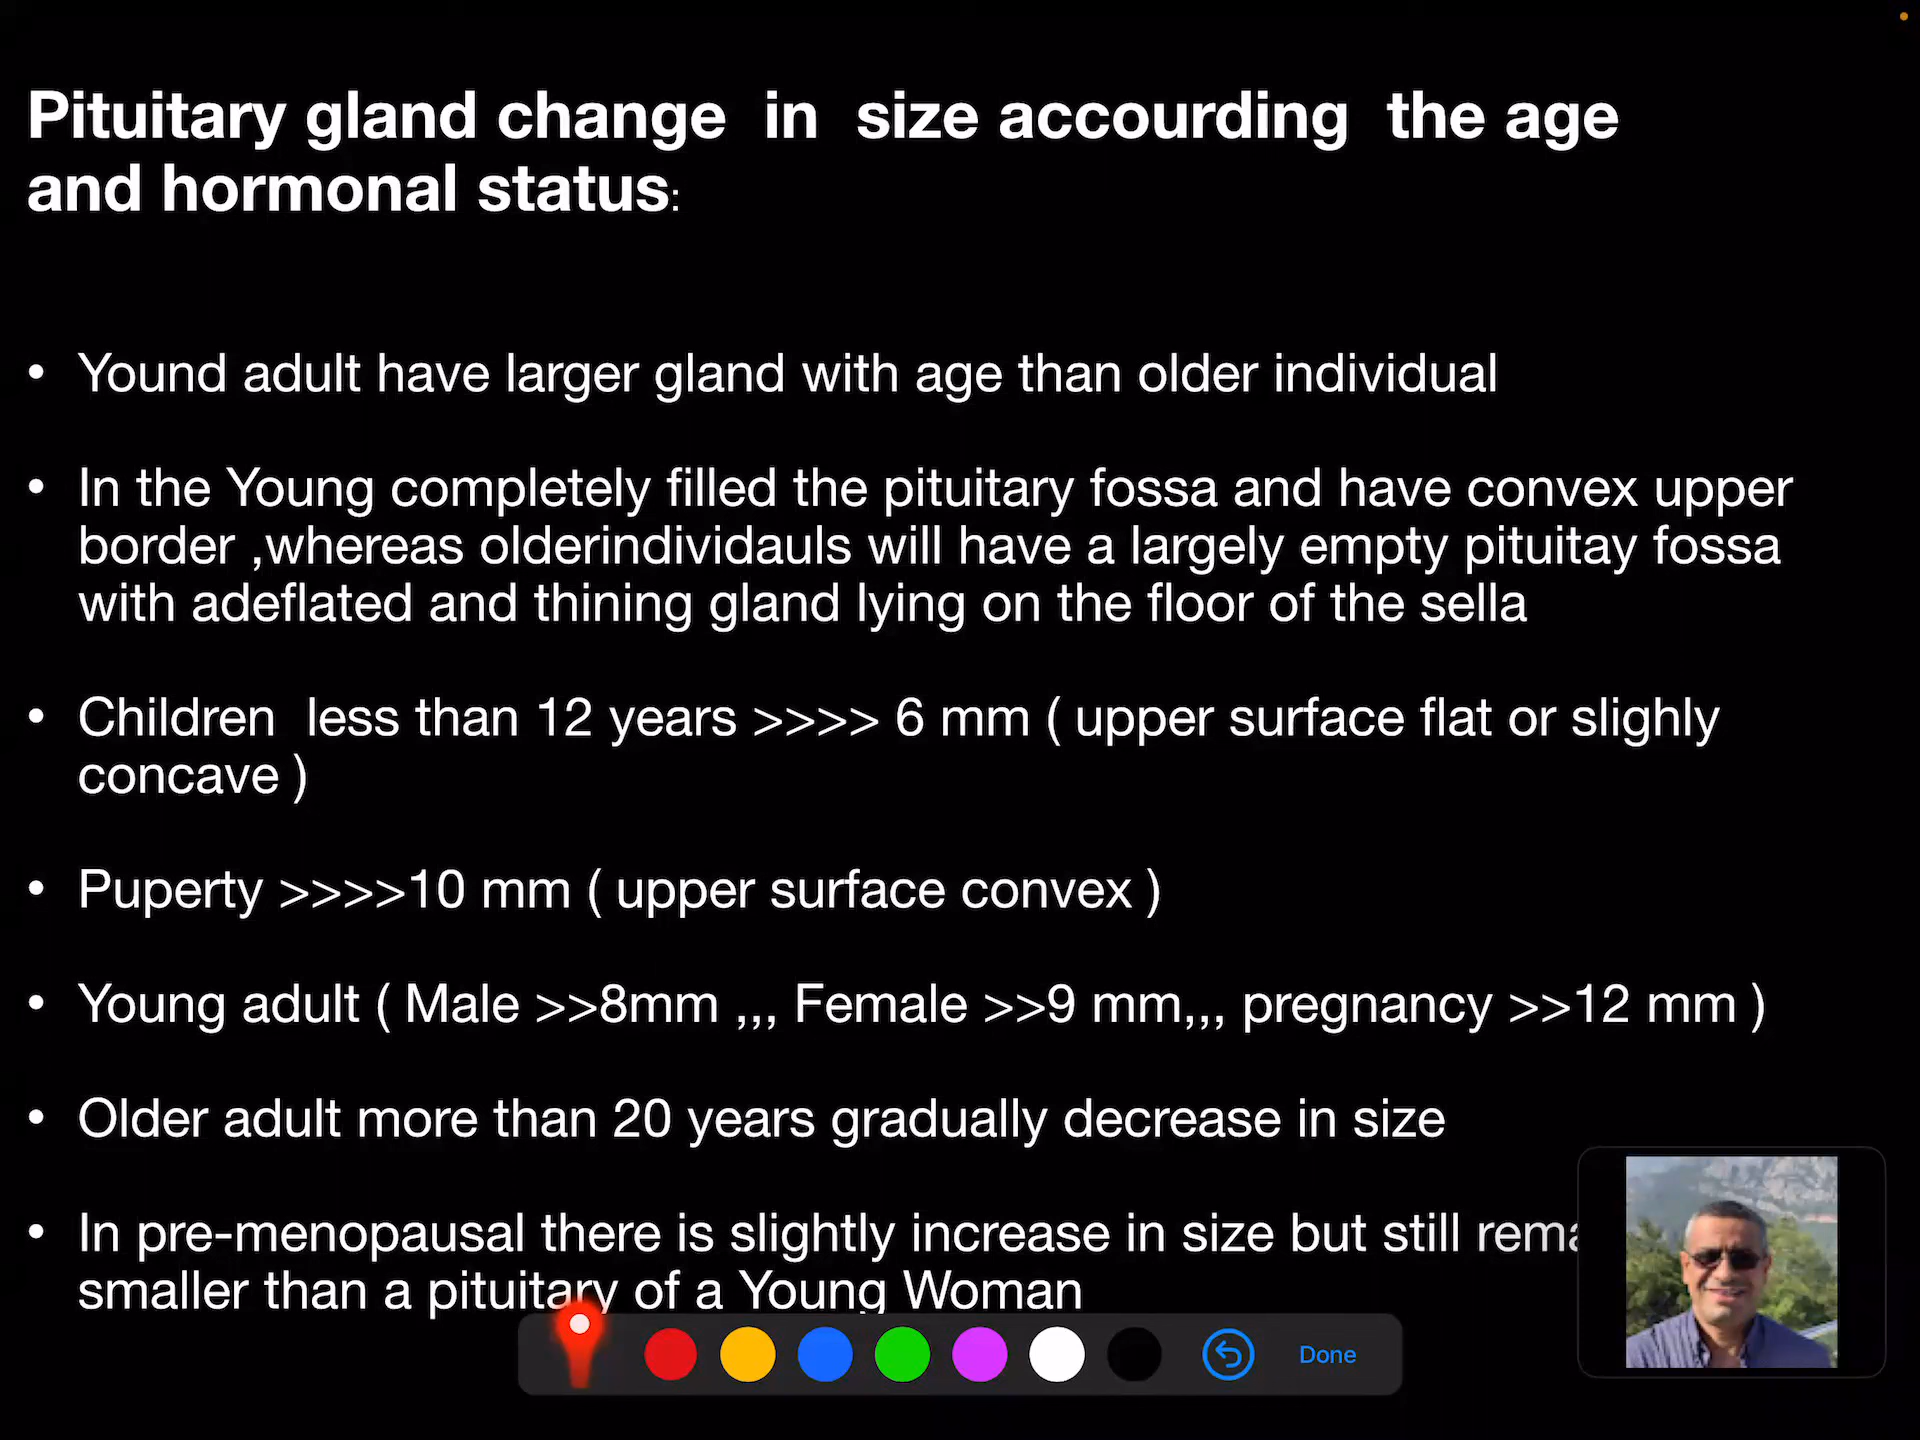 Pituitary gland change in size accourding the age
and hormonal status:
• Yound adult have larger gland with age than older individual
• In the Young completely filled the pituitary fossa and have convex upper
border ,whereas olderindividauls will have a largely empty pituitay fossa
with adeflated and thining gland lying on the floor of the sella
• Children less than 12 years >>>> 6 mm ( upper surface flat or slighly
concave )
• Puperty >>>>10 mm ( upper surface convex )
• Young adult ( Male >>8mm ,,, Female >>9 mm,,, pregnancy >>12 mm )
• Older adult more than 20 years gradually decrease in size
• In pre-menopausal there is slightly increase in size but still
smaller than a pituitary of a Young Woman
Done